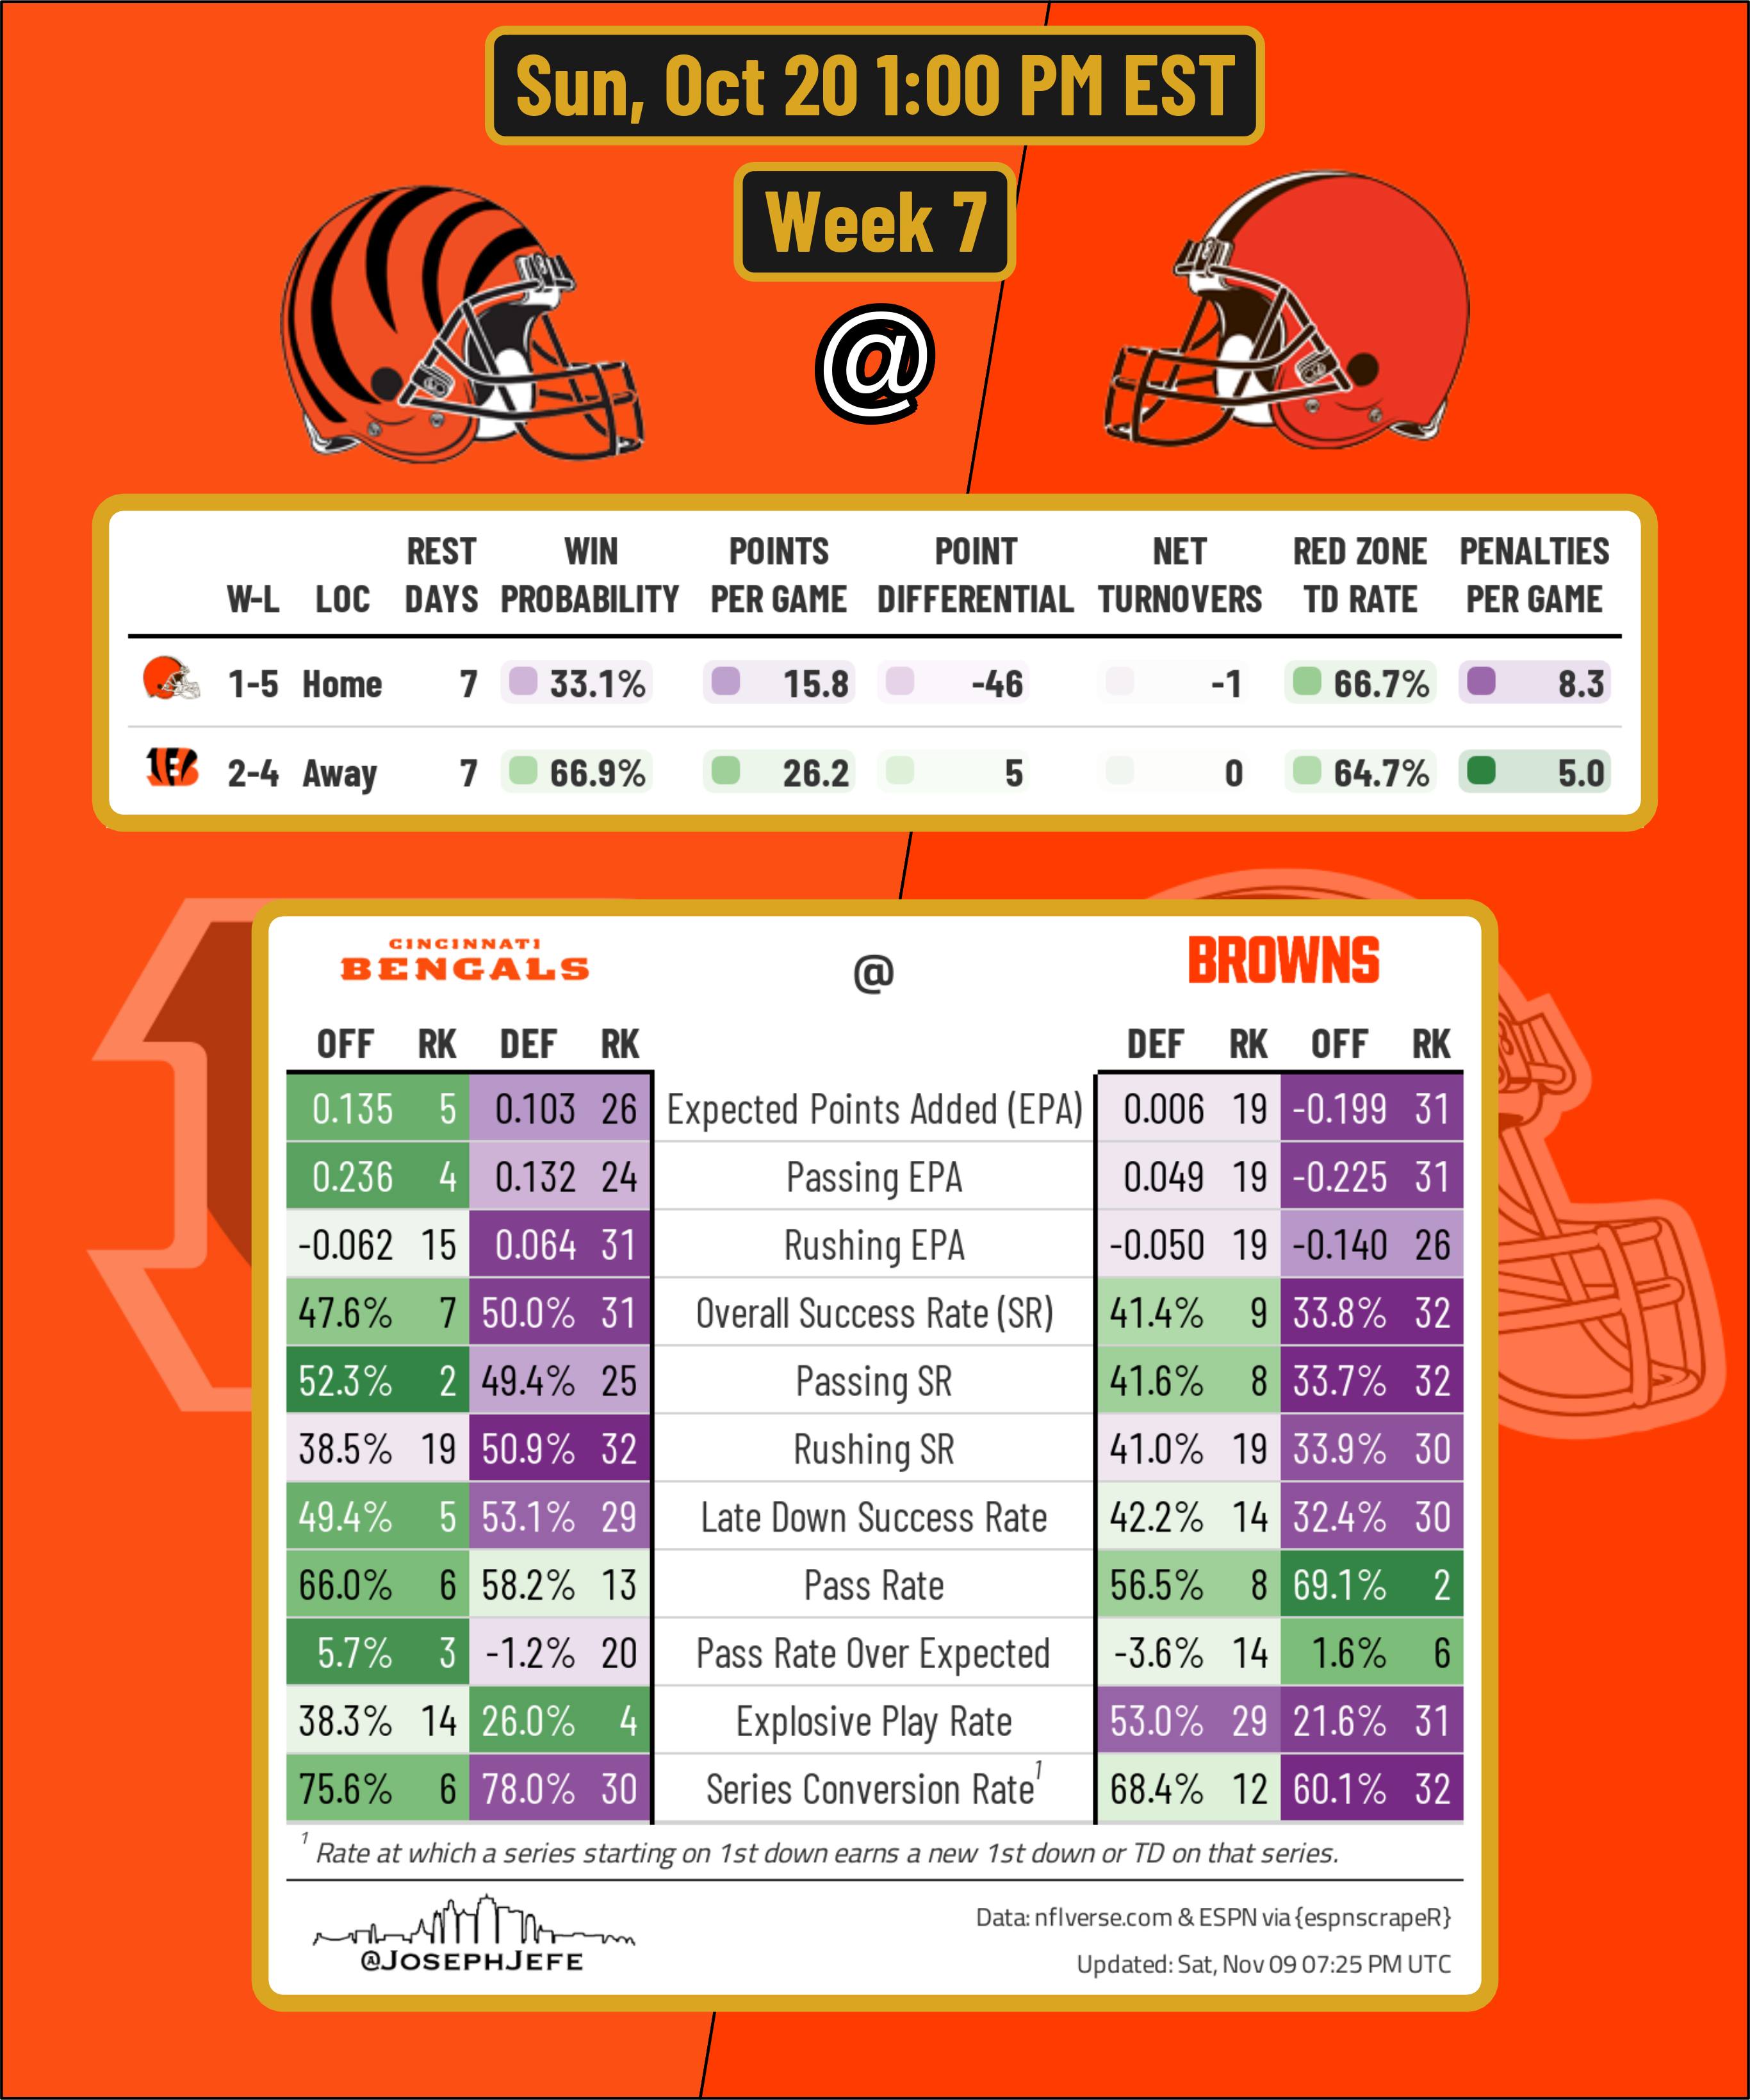 Sun, Oct 20 1:00 PM EST
Week 7
@
W-L LOC REST DAYS WIN PROBABILITY POINTS PER GAME POINT DIFFERENTIAL NET TURNOVERS RED ZONE TD RATE PENALTIES PER GAME
1-5 Home 7 33.1% 15.8 -46 -1 66.7% 8.3
2-4 Away 7 66.9% 26.2 5 0 64.7% 5.0
CINCINNATI BENGALS @ BROWNS
OFF RK DEF RK DEF RK OFF RK
0.135 5 0.103 26 Expected Points Added (EPA) 0.006 19 -0.199 31
0.236 4 0.132 24 Passing EPA 0.049 19 -0.225 31
-0.062 15 0.064 31 Rushing EPA -0.050 19 -0.140 26
47.6% 7 50.0% 31 Overall Success Rate (SR) 41.4% 9 33.8% 32
52.3% 2 49.4% 25 Passing SR 41.6% 8 33.7% 32
38.5% 19 50.9% 32 Rushing SR 41.0% 19 33.9% 30
49.4% 5 53.1% 29 Late Down Success Rate 42.2% 14 32.4% 30
66.0% 6 58.2% 13 Pass Rate 56.5% 8 69.1% 2
5.7% 3 -1.2% 20 Pass Rate Over Expected -3.6% 14 1.6% 6
38.3% 14 26.0% 4 Explosive Play Rate 53.0% 29 21.6% 31
75.6% 6 78.0% 30 Series Conversion Rate¹ 68.4% 12 60.1% 32
¹ Rate at which a series starting on 1st down earns a new 1st down or TD on that series.
@JOSEPHJEFE
Data: nflverse.com & ESPN via {espnscrapeR}
Updated: Sat, Nov 09 07:25 PM UTC